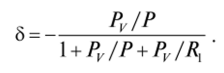 δ = − (P_V/P) / (1 + P_V/P + P_V/R_1) .